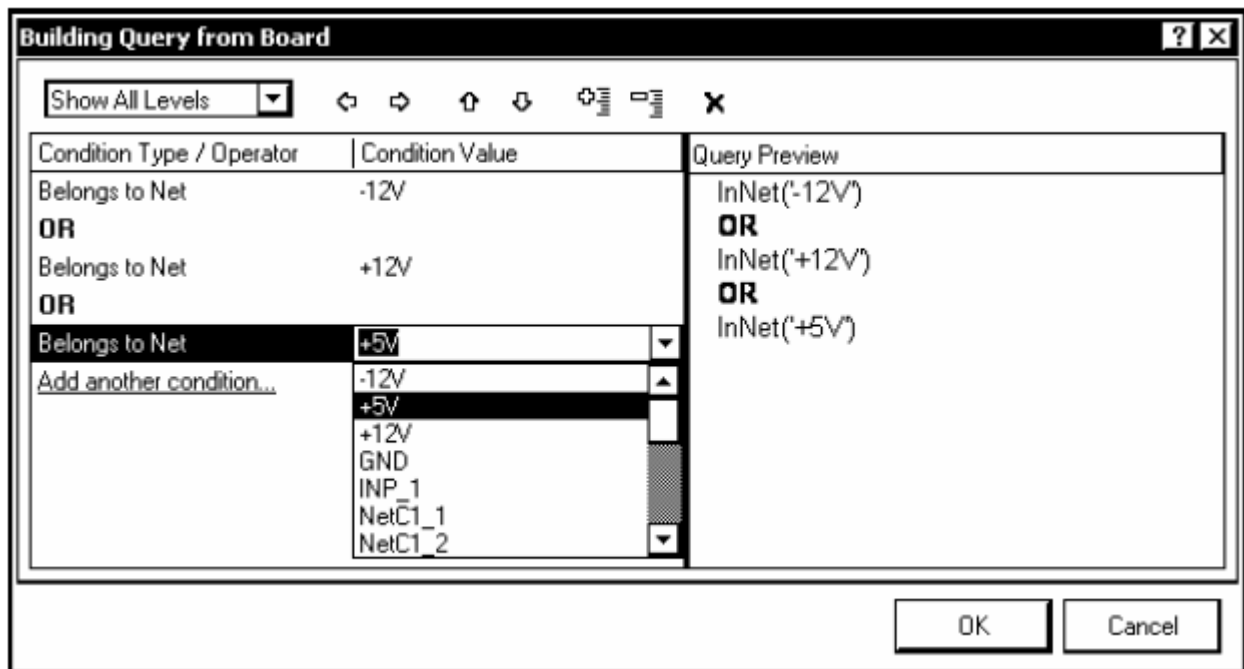 Building Query from Board
Show All Levels
Condition Type / Operator Condition Value
Belongs to Net -12V
OR
Belongs to Net +12V
OR
Belongs to Net +5V
Add another condition...
-12V
+5V
+12V
GND
INP_1
NetC1_1
NetC1_2
Query Preview
InNet('-12V')
OR
InNet('+12V')
OR
InNet('+5V')
OK Cancel